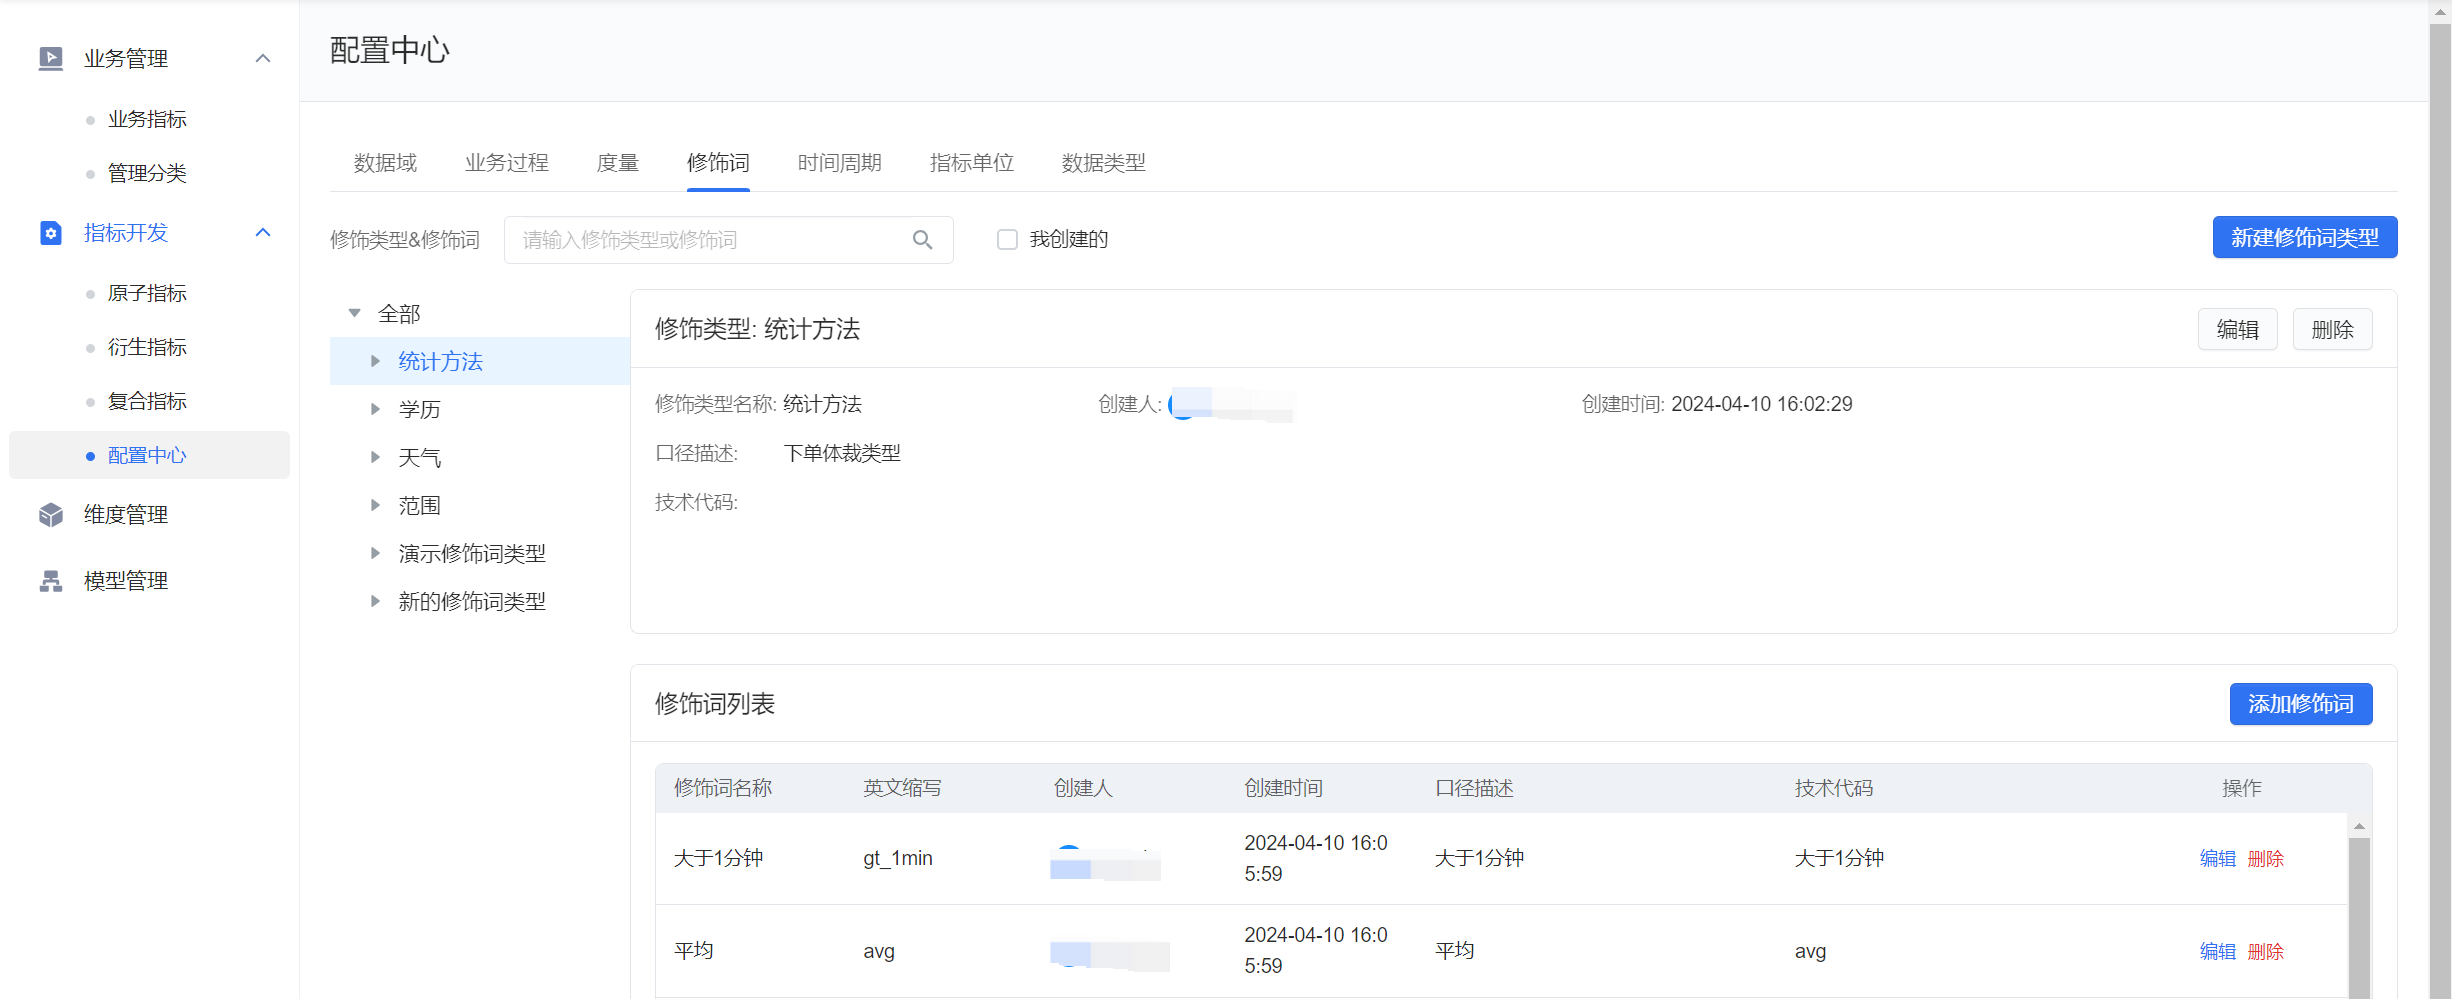 业务管理
业务指标
管理分类
指标开发
原子指标
衍生指标
复合指标
配置中心
维度管理
模型管理
配置中心
数据域 业务过程 度量 修饰词 时间周期 指标单位 数据类型
修饰类型&修饰词 请输入修饰类型或修饰词 我创建的 新建修饰词类型
全部
统计方法
学历
天气
范围
演示修饰词类型
新的修饰词类型
修饰类型: 统计方法 编辑 删除
修饰类型名称: 统计方法 创建人: 创建时间: 2024-04-10 16:02:29
口径描述: 下单体裁类型
技术代码:
修饰词列表 添加修饰词
修饰词名称 英文缩写 创建人 创建时间 口径描述 技术代码 操作
大于1分钟 gt_1min 2024-04-10 16:0 大于1分钟 大于1分钟 编辑 删除
5:59
平均 avg 2024-04-10 16:0 平均 avg 编辑 删除
5:59